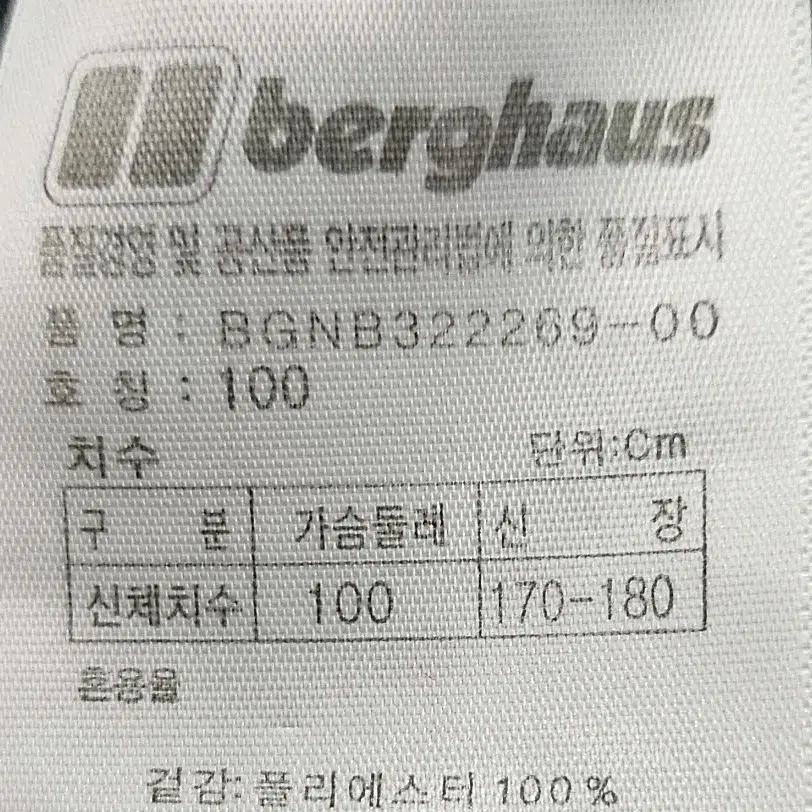 berghaus
품질경영 및 공산품 안전관리법에 의한 품질표시
품 명 : BGNB322269-00
호 칭 : 100
치수 단위:Cm
구 분 가슴둘레 신 장
신체치수 100 170-180
혼용율
겉감: 폴리에스터 100%